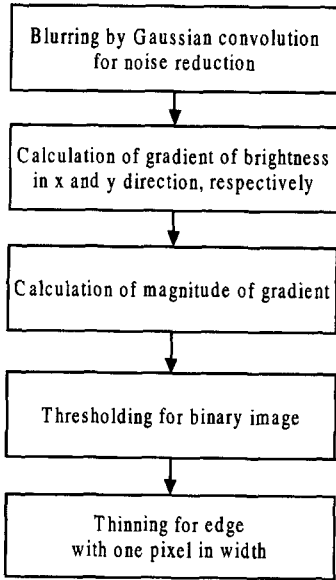 Blurring by Gaussian convolution
for noise reduction
Calculation of gradient of brightness
in x and y direction, respectively
Calculation of magnitude of gradient
Thresholding for binary image
Thinning for edge
with one pixel in width